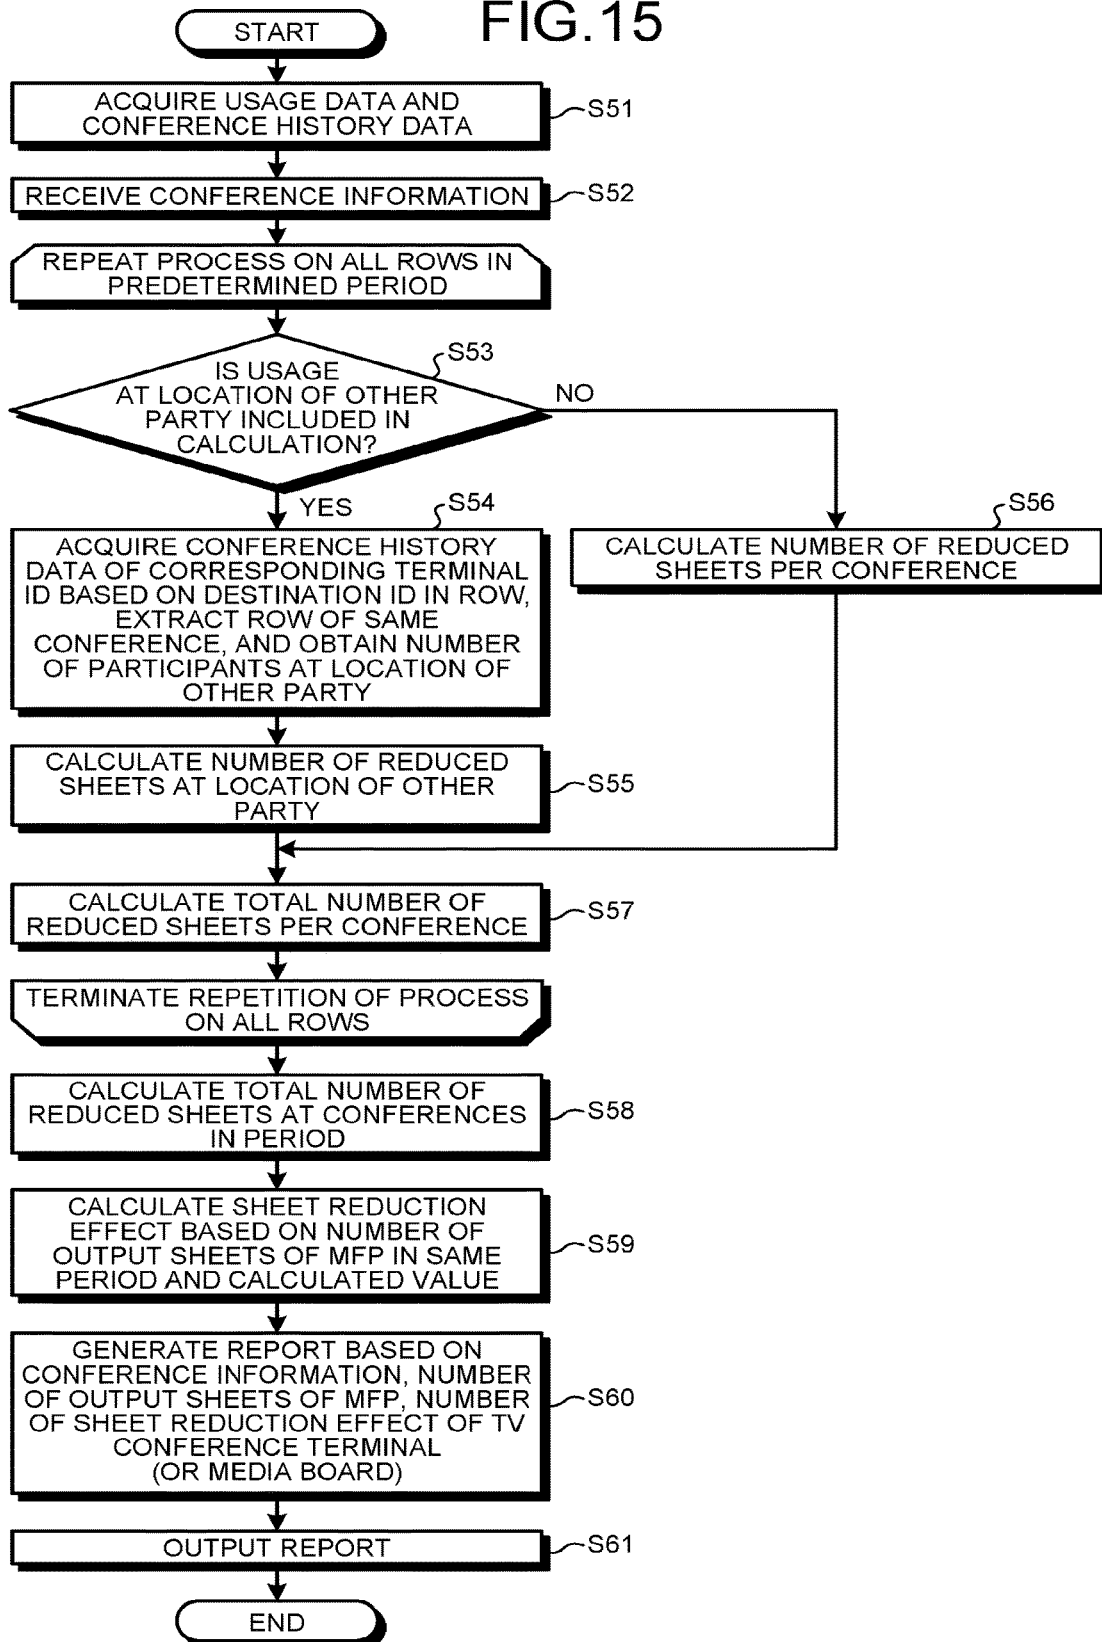 FIG.15
START
ACQUIRE USAGE DATA AND
CONFERENCE HISTORY DATA
S51
RECEIVE CONFERENCE INFORMATION
S52
REPEAT PROCESS ON ALL ROWS IN
PREDETERMINED PERIOD
S53
IS USAGE
AT LOCATION OF OTHER
PARTY INCLUDED IN
CALCULATION?
NO
YES
S54
ACQUIRE CONFERENCE HISTORY
DATA OF CORRESPONDING TERMINAL
ID BASED ON DESTINATION ID IN ROW,
EXTRACT ROW OF SAME
CONFERENCE, AND OBTAIN NUMBER
OF PARTICIPANTS AT LOCATION OF
OTHER PARTY
S56
CALCULATE NUMBER OF REDUCED
SHEETS PER CONFERENCE
CALCULATE NUMBER OF REDUCED
SHEETS AT LOCATION OF OTHER
PARTY
S55
CALCULATE TOTAL NUMBER OF
REDUCED SHEETS PER CONFERENCE
S57
TERMINATE REPETITION OF PROCESS
ON ALL ROWS
CALCULATE TOTAL NUMBER OF
REDUCED SHEETS AT CONFERENCES
IN PERIOD
S58
CALCULATE SHEET REDUCTION
EFFECT BASED ON NUMBER OF
OUTPUT SHEETS OF MFP IN SAME
PERIOD AND CALCULATED VALUE
S59
GENERATE REPORT BASED ON
CONFERENCE INFORMATION, NUMBER
OF OUTPUT SHEETS OF MFP, NUMBER
OF SHEET REDUCTION EFFECT OF TV
CONFERENCE TERMINAL
(OR MEDIA BOARD)
S60
OUTPUT REPORT
S61
END